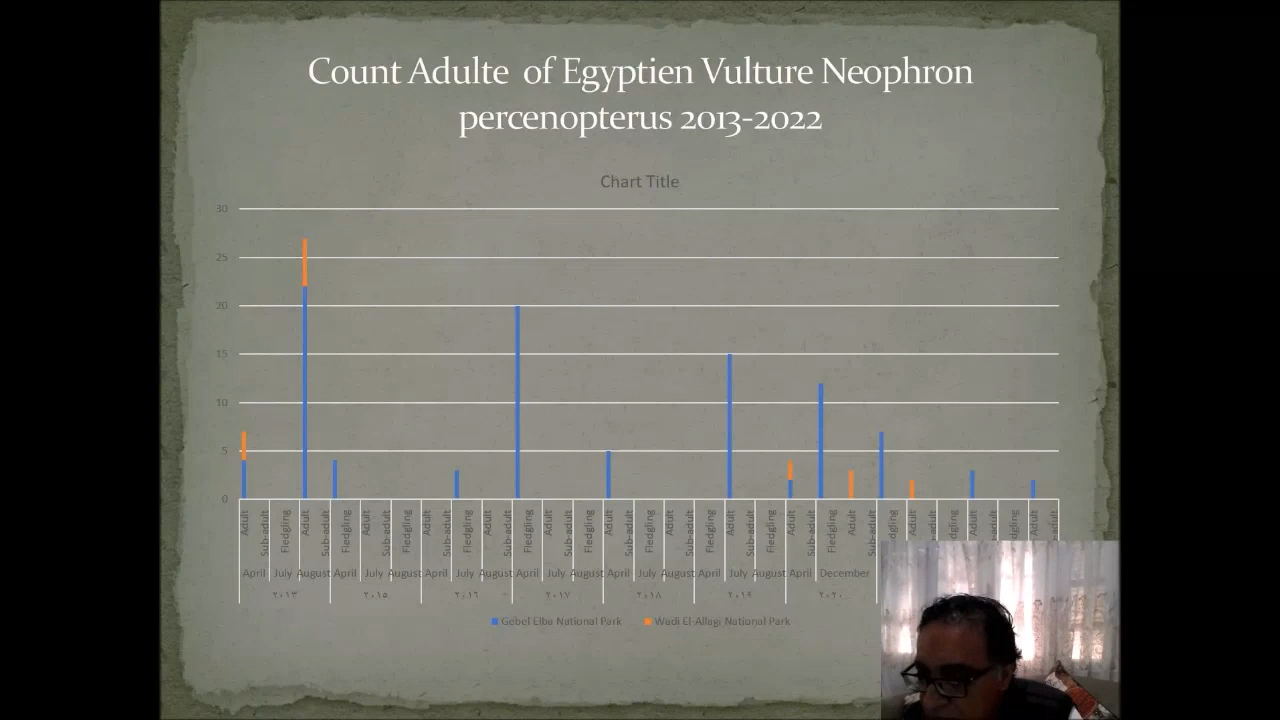 Count Adulte of Egyptien Vulture Neophron
percenopterus 2013-2022
Chart Title
30
25
20
15
10
5
0
Adult Sub-adult Fledgling Adult Sub-adult Fledgling Adult Sub-adult Fledgling Adult Sub-adult Fledgling Adult Sub-adult Fledgling Adult Sub-adult Fledgling Adult Sub-adult Fledgling Adult Sub-adult Fledgling Adult Sub-adult Fledgling Adult Fledgling Adult Adult
April July August April July August April July August April July August April July August April July August April December
٢٠١٣ ٢٠١٥ ٢٠١٦ ٢٠١٧ ٢٠١٨ ٢٠١٩ ٢٠٢٠
Gebel Elba National Park Wadi El-Allagi National Park